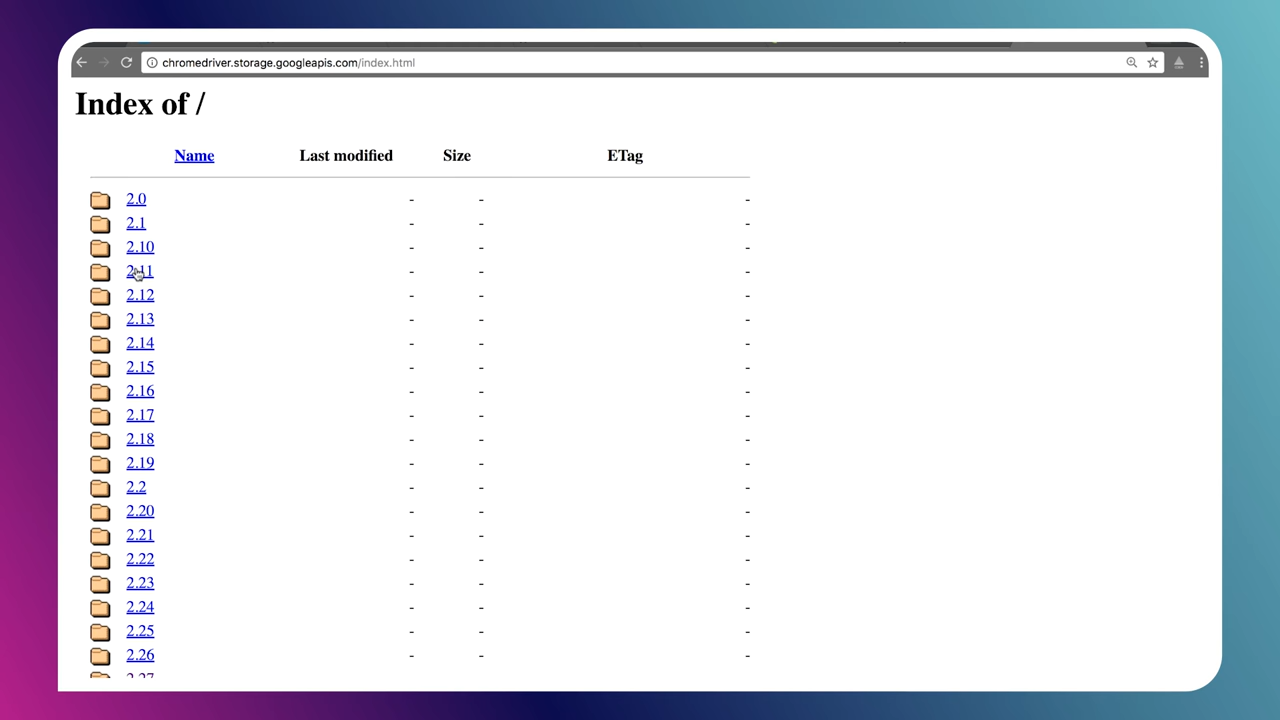 chromedriver.storage.googleapis.com/index.html
Index of /
Name Last modified Size ETag
2.0 - - -
2.1 - - -
2.10 - - -
2.11 - - -
2.12 - - -
2.13 - - -
2.14 - - -
2.15 - - -
2.16 - - -
2.17 - - -
2.18 - - -
2.19 - - -
2.2 - - -
2.20 - - -
2.21 - - -
2.22 - - -
2.23 - - -
2.24 - - -
2.25 - - -
2.26 - - -
2.27